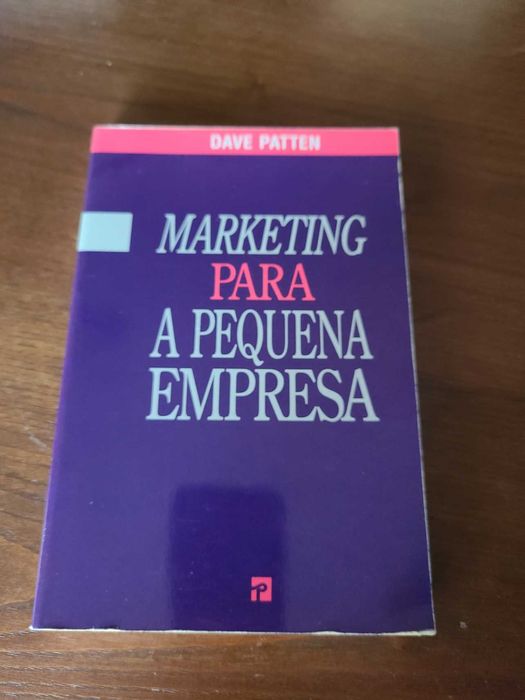 DAVE PATTEN
MARKETING
PARA
A PEQUENA
EMPRESA